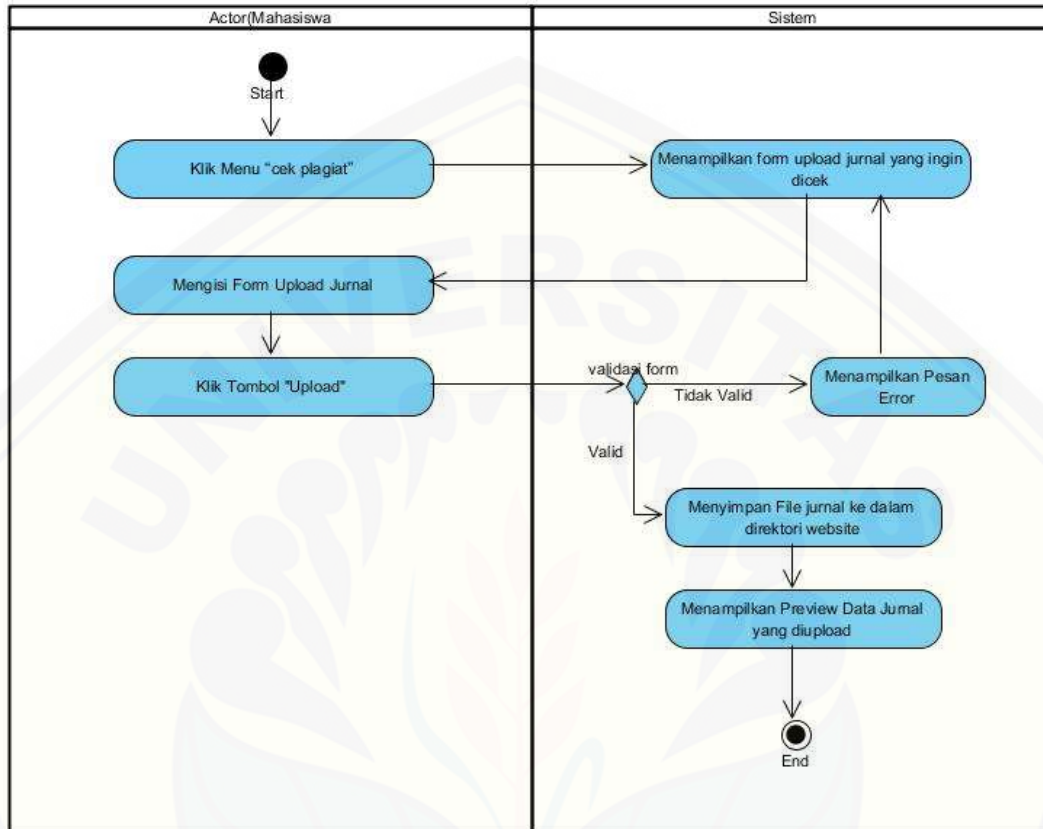 Actor(Mahasiswa
Sistem
Start
Klik Menu "cek plagiat"
Menampilkan form upload jurnal yang ingin
dicek
Mengisi Form Upload Jurnal
Klik Tombol "Upload"
validasi form
Tidak Valid
Menampilkan Pesan
Error
Valid
Menyimpan File jurnal ke dalam
direktori website
Menampilkan Preview Data Jurnal
yang diupload
End
UNIVERSITAS